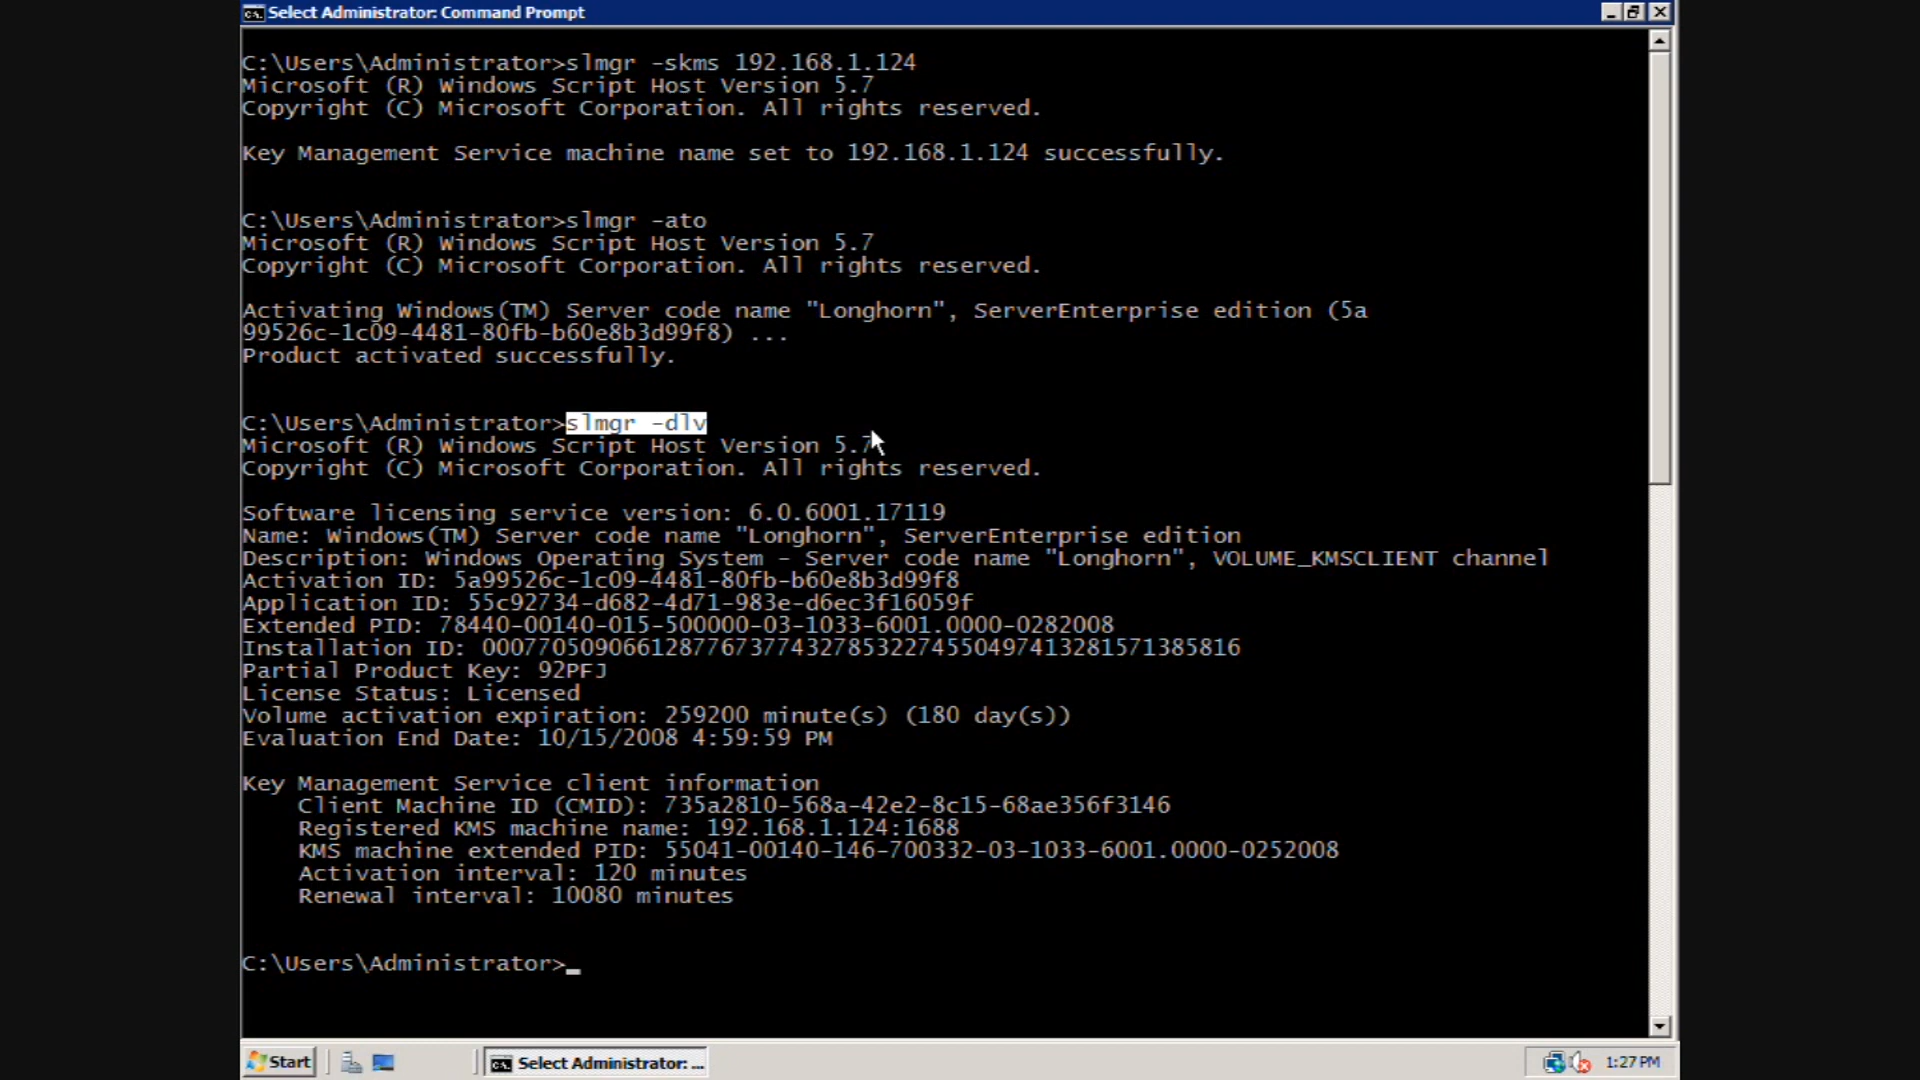 Select Administrator: Command Prompt
C:\Users\Administrator>slmgr -skms 192.168.1.124
Microsoft (R) Windows Script Host Version 5.7
Copyright (C) Microsoft Corporation. All rights reserved.
Key Management Service machine name set to 192.168.1.124 successfully.
C:\Users\Administrator>slmgr -ato
Microsoft (R) Windows Script Host Version 5.7
Copyright (C) Microsoft Corporation. All rights reserved.
Activating Windows(TM) Server code name "Longhorn", ServerEnterprise edition (5a
99526c-1c09-4481-80fb-b60e8b3d99f8) ...
Product activated successfully.
C:\Users\Administrator>slmgr -dlv
Microsoft (R) Windows Script Host Version 5.7
Copyright (C) Microsoft Corporation. All rights reserved.
Software licensing service version: 6.0.6001.17119
Name: Windows(TM) Server code name "Longhorn", ServerEnterprise edition
Description: Windows Operating System - Server code name "Longhorn", VOLUME_KMSCLIENT channel
Activation ID: 5a99526c-1c09-4481-80fb-b60e8b3d99f8
Application ID: 55c92734-d682-4d71-983e-d6ec3f16059f
Extended PID: 78440-00140-015-500000-03-1033-6001.0000-0282008
Installation ID: 000770509066128776737743278532274550497413281571385816
Partial Product Key: 92PFJ
License Status: Licensed
Volume activation expiration: 259200 minute(s) (180 day(s))
Evaluation End Date: 10/15/2008 4:59:59 PM
Key Management Service client information
Client Machine ID (CMID): 735a2810-568a-42e2-8c15-68ae356f3146
Registered KMS machine name: 192.168.1.124:1688
KMS machine extended PID: 55041-00140-146-700332-03-1033-6001.0000-0252008
Activation interval: 120 minutes
Renewal interval: 10080 minutes
C:\Users\Administrator>_
Start
Select Administrator: ...
1:27 PM